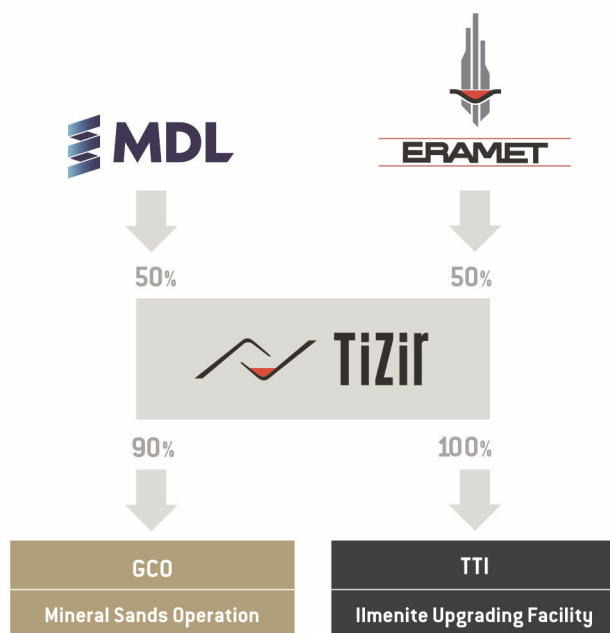 MDL
ERAMET
50%
50%
TiZir
90%
100%
GCO
TTI
Mineral Sands Operation
Ilmenite Upgrading Facility